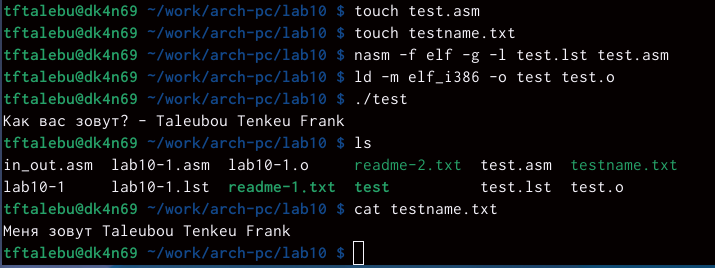 tftalebu@dk4n69 ~/work/arch-pc/lab10 $ touch test.asm
tftalebu@dk4n69 ~/work/arch-pc/lab10 $ touch testname.txt
tftalebu@dk4n69 ~/work/arch-pc/lab10 $ nasm -f elf -g -l test.lst test.asm
tftalebu@dk4n69 ~/work/arch-pc/lab10 $ ld -m elf_i386 -o test test.o
tftalebu@dk4n69 ~/work/arch-pc/lab10 $ ./test
Как вас зовут? - Taleubou Tenkeu Frank
tftalebu@dk4n69 ~/work/arch-pc/lab10 $ ls
in_out.asm lab10-1.asm lab10-1.o readme-2.txt test.asm testname.txt
lab10-1 lab10-1.lst readme-1.txt test test.lst test.o
tftalebu@dk4n69 ~/work/arch-pc/lab10 $ cat testname.txt
Меня зовут Taleubou Tenkeu Frank
tftalebu@dk4n69 ~/work/arch-pc/lab10 $